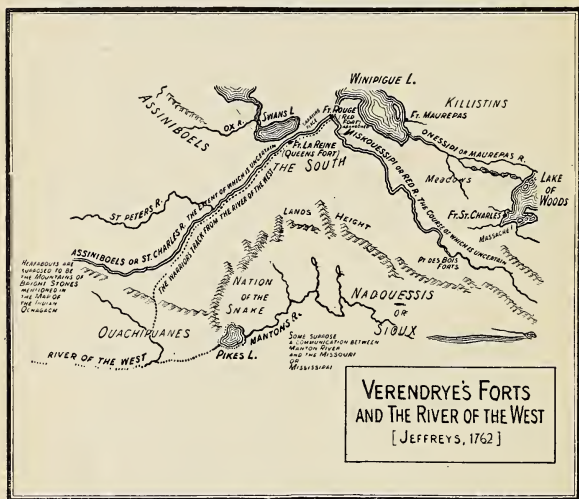 WINIPIGUE L.
KILLISTINS
ASSINIBOELS
OX R.
SWANS L.
FT. ROUGE
(RED
FORT)
ABANDONED
CARRYING
PLACE
FT. MAUREPAS
ONESSIPI OR MAUREPAS R.
FT. LA REINE
(QUEENS FORT)
THE SOUTH
MISKOUESSIPI OR RED R. THE COURSE OF WHICH IS UNCERTAIN
Meadows
LAKE
OF
WOODS
FT. ST. CHARLES
MASSACRE I.
ST PETERS R.
ASSINIBOELS OR ST. CHARLES R. THE EXTENT OF WHICH IS UNCERTAIN
THE WARRIORS TRACK FROM THE RIVER OF THE WEST
LANDS HEIGHT
PT DES BOIS
FORTS
HEREABOUTS ARE
SUPPOSED TO BE
THE MOUNTAINS OF
BRIGHT STONES
MENTIONED IN
THE MAP OF
THE INDIAN
OCHAGACH
NATION
OF THE
SNAKE
NADOUESSIS
OR
SIOUX
OUACHIPUANES
MANTONS R.
RIVER OF THE WEST
PIKES L.
SOME SUPPOSE
A COMMUNICATION BETWEEN
MANTON RIVER
AND THE MISSOURI
OR
MISSISSIPPI
VERENDRYE'S FORTS
AND THE RIVER OF THE WEST
[JEFFREYS, 1762]